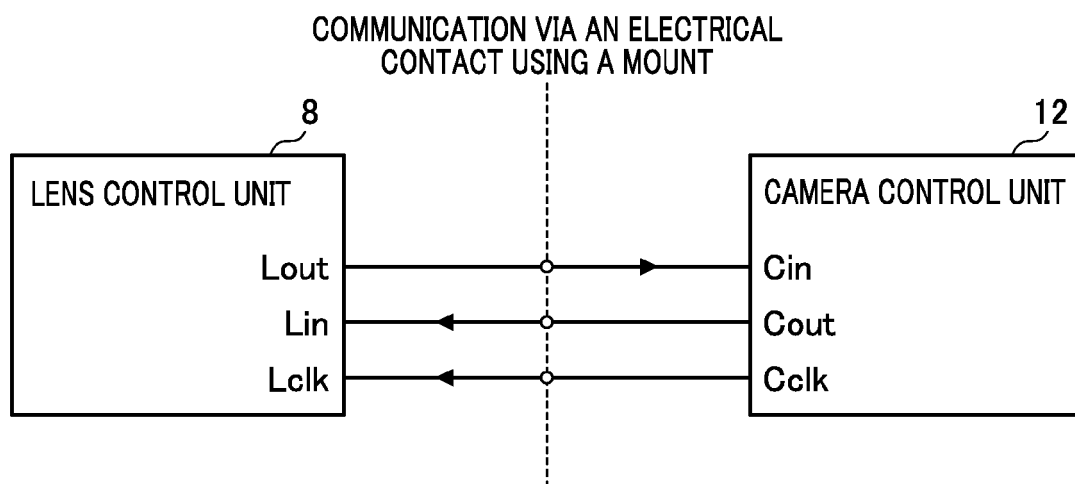 COMMUNICATION VIA AN ELECTRICAL
CONTACT USING A MOUNT
8
12
LENS CONTROL UNIT
CAMERA CONTROL UNIT
Lout
Cin
Lin
Cout
Lclk
Cclk